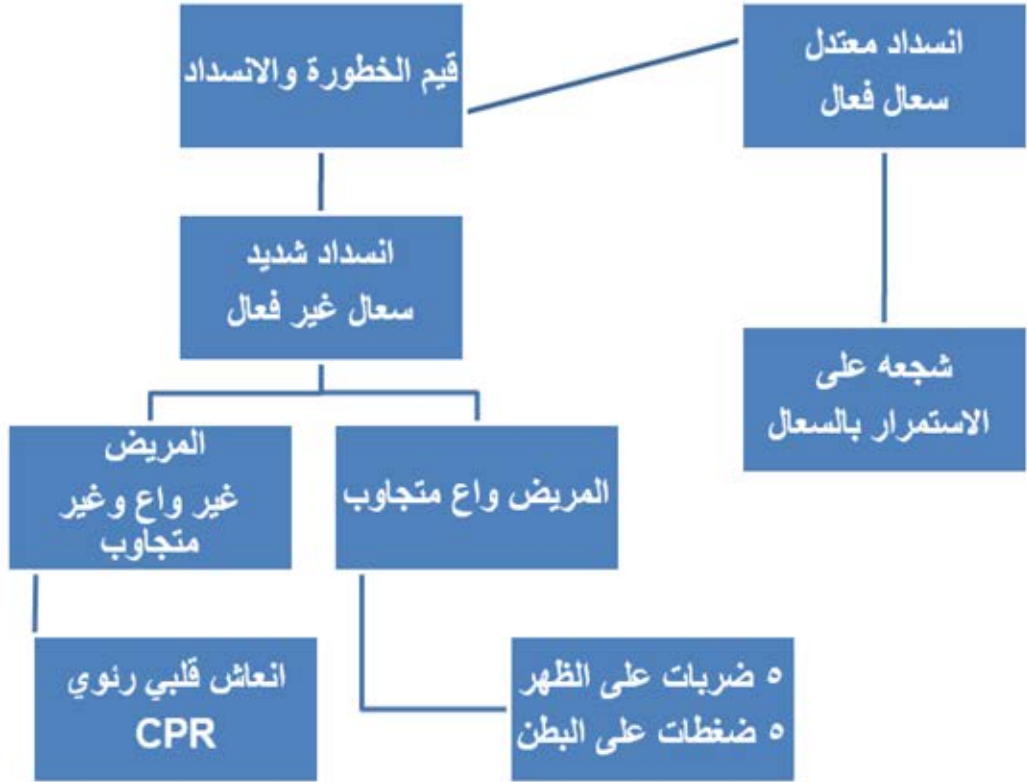 قيم الخطورة والانسداد
انسداد معتدل
سعال فعال
انسداد شديد
سعال غير فعال
شجعه على
الاستمرار بالسعال
المريض واع متجاوب
المريض
غير واع وغير
متجاوب
٥ ضربات على الظهر
٥ ضغطات على البطن
انعاش قلبي رئوي
CPR